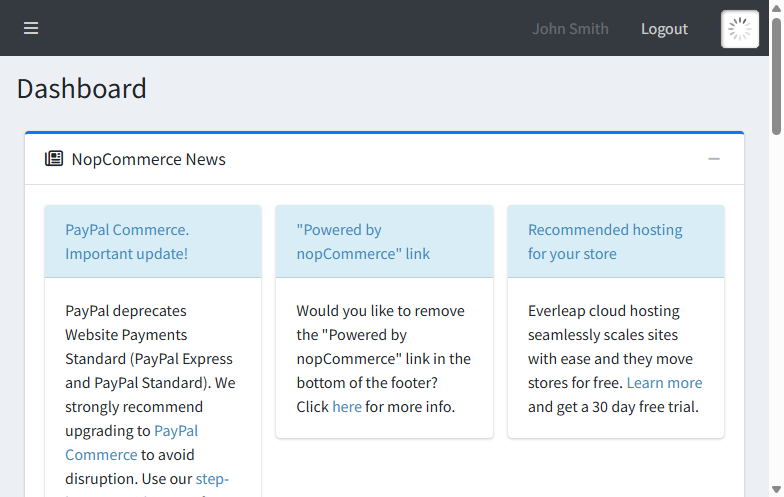 John Smith
Logout
Dashboard
NopCommerce News
PayPal Commerce.
Important update!
PayPal deprecates
Website Payments
Standard (PayPal Express
and PayPal Standard). We
strongly recommend
upgrading to PayPal
Commerce to avoid
disruption. Use our step-
"Powered by
nopCommerce" link
Would you like to remove
the "Powered by
nopCommerce" link in the
bottom of the footer?
Click here for more info.
Recommended hosting
for your store
Everleap cloud hosting
seamlessly scales sites
with ease and they move
stores for free. Learn more
and get a 30 day free trial.